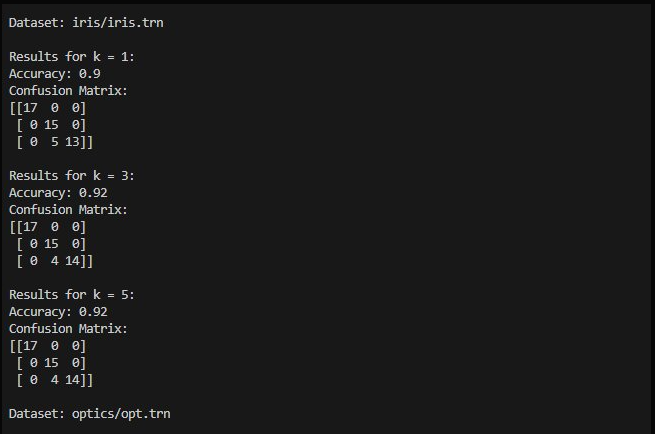 Dataset: iris/iris.trn
Results for k = 1:
Accuracy: 0.9
Confusion Matrix:
[[17  0  0]
 [ 0 15  0]
 [ 0  5 13]]
Results for k = 3:
Accuracy: 0.92
Confusion Matrix:
[[17  0  0]
 [ 0 15  0]
 [ 0  4 14]]
Results for k = 5:
Accuracy: 0.92
Confusion Matrix:
[[17  0  0]
 [ 0 15  0]
 [ 0  4 14]]
Dataset: optics/opt.trn